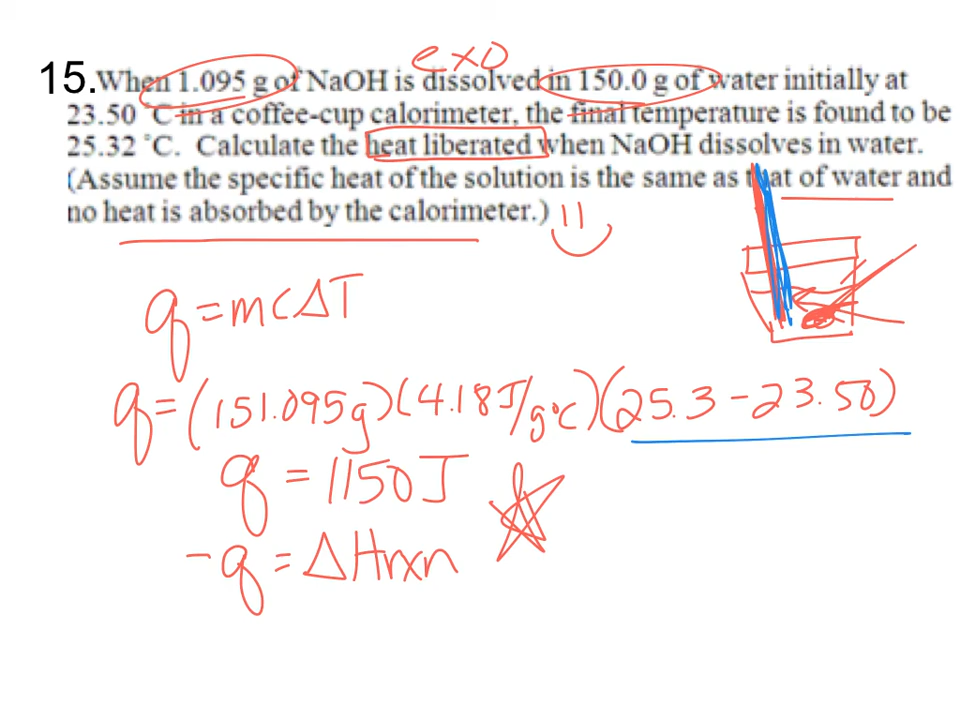 exo
15.When 1.095 g of NaOH is dissolved in 150.0 g of water initially at
23.50 °C in a coffee-cup calorimeter, the final temperature is found to be
25.32 °C. Calculate the heat liberated when NaOH dissolves in water.
(Assume the specific heat of the solution is the same as that of water and
no heat is absorbed by the calorimeter.)
q=mcΔT
q=(151.095g)(4.18J/g°C)(25.3-23.50)
q=1150J
-q=ΔHrxn